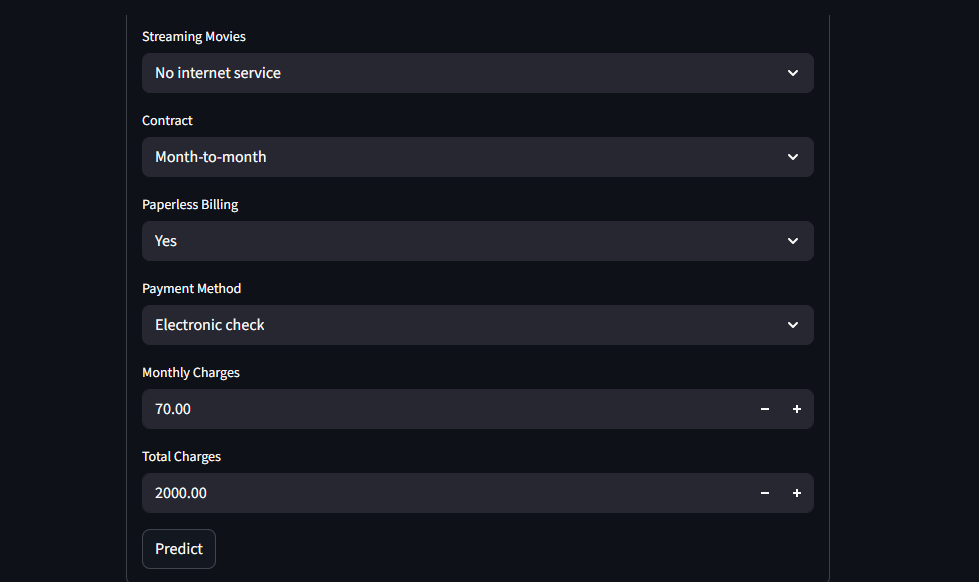 Streaming Movies
No internet service
Contract
Month-to-month
Paperless Billing
Yes
Payment Method
Electronic check
Monthly Charges
70.00
Total Charges
2000.00
Predict